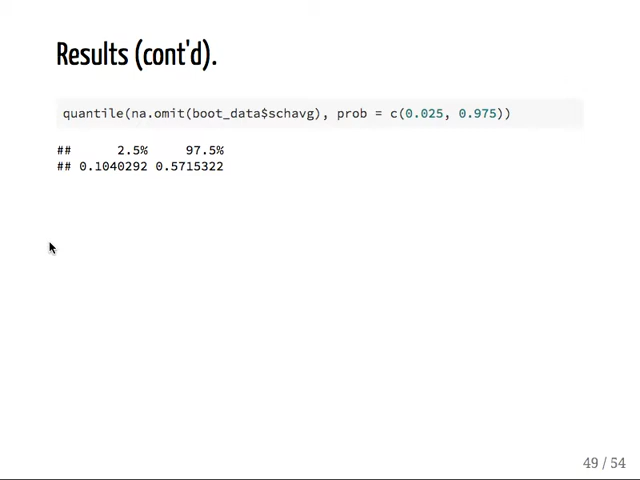 Results (cont'd).
quantile(na.omit(boot_data$schavg), prob = c(0.025, 0.975))
## 2.5% 97.5%
## 0.1040292 0.5715322
49 / 54